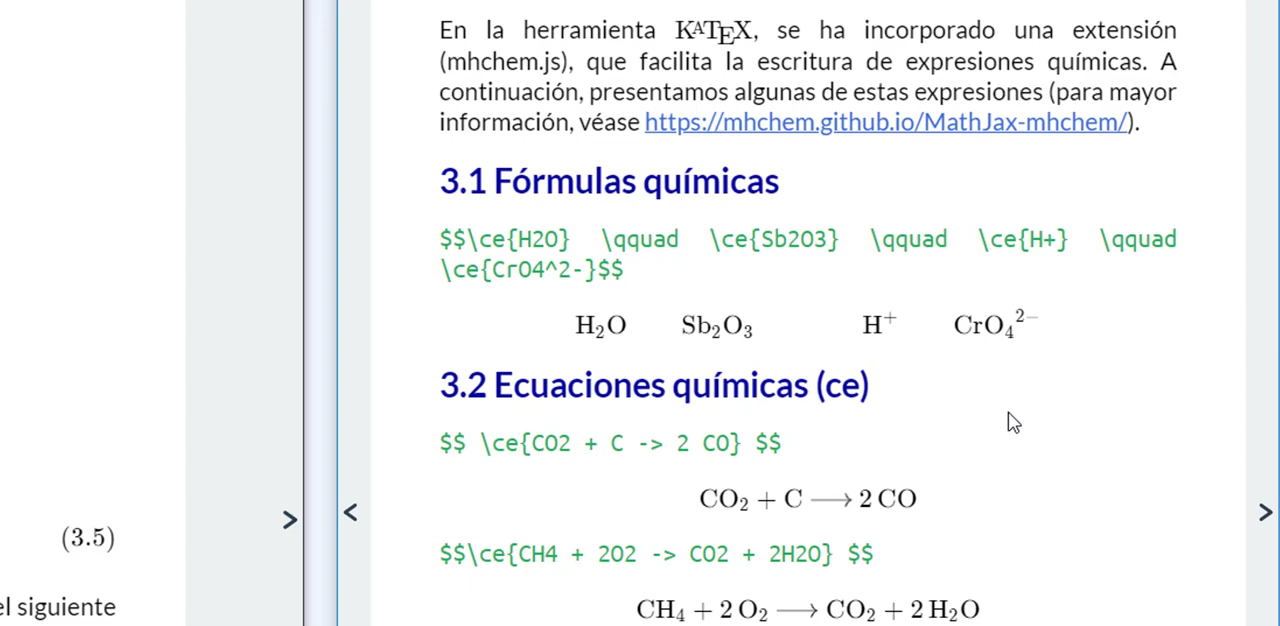 En la herramienta KATEX, se ha incorporado una extensión
(mhchem.js), que facilita la escritura de expresiones químicas. A
continuación, presentamos algunas de estas expresiones (para mayor
información, véase https://mhchem.github.io/MathJax-mhchem/).
3.1 Fórmulas químicas
$$\ce{H2O} \qquad \ce{Sb2O3} \qquad \ce{H+} \qquad
\ce{CrO4^2-}$$
H₂O Sb₂O₃ H⁺ CrO₄²⁻
3.2 Ecuaciones químicas (ce)
$$ \ce{CO2 + C -> 2 CO} $$
CO₂ + C ⟶ 2 CO
$$\ce{CH4 + 2O2 -> CO2 + 2H2O} $$
CH₄ + 2 O₂ ⟶ CO₂ + 2 H₂O
(3.5)
el siguiente